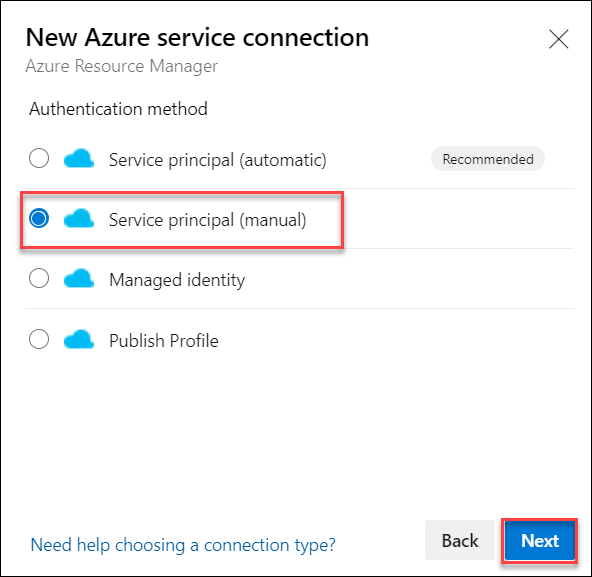 New Azure service connection
Azure Resource Manager
Authentication method
Service principal (automatic) Recommended
Service principal (manual)
Managed identity
Publish Profile
Need help choosing a connection type? Back Next